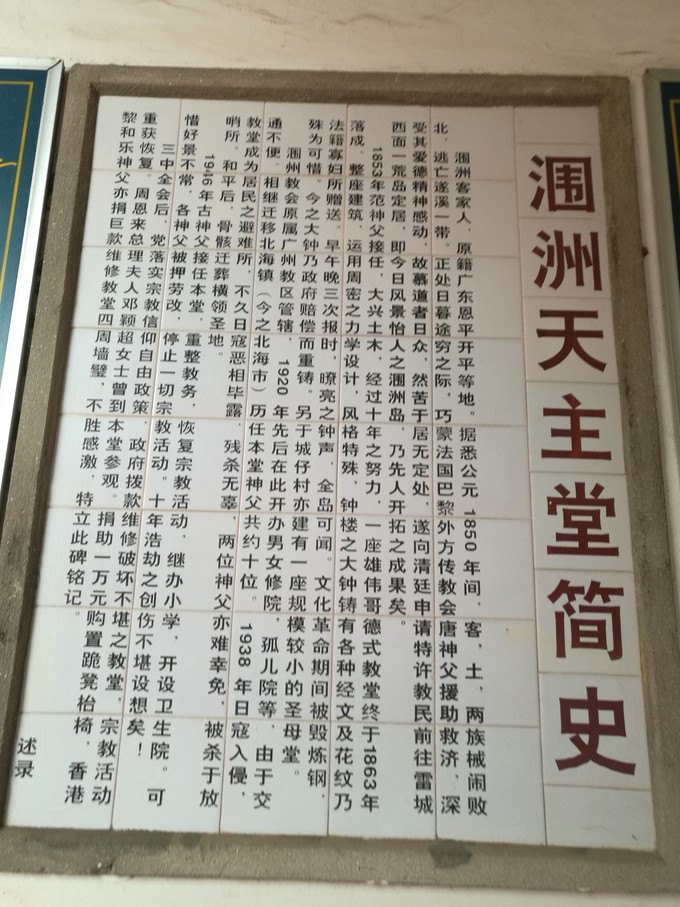 涠洲天主堂简史
涠洲客家人,原籍广东恩平开平等地。据悉公元 1850 年间,客,土,两族械闹败
北,逃亡遂溪一带。正处日暮途穷之际,巧蒙法国巴黎外方传教会唐神父援助救济,深
受其爱德精神感动,故慕道者日众,然苦于居无定处,遂向清廷申请特许教民前往雷城
西面一荒岛定居,即今日风景怡人之涠洲岛,乃先人开拓之成果矣。
1853年范神父接任,大兴土木,经过十年之努力,一座雄伟哥德式教堂终于1863年
落成。整座建筑,运用周密之力学设计,风格特殊,钟楼之大钟铸有各种经文及花纹乃
法籍寡妇所赠送。早午晚三次报时,嘹亮之钟声,全岛可闻。文化革命期间被毁炼钢,
殊为可惜。今之大钟乃政府赔偿而重铸。另于城仔村亦建有一座规模较小的圣母堂。
涠洲教会原属广州教区管辖,1920 年先后在此开办男女修院,孤儿院等,由于交
通不便。相继迁移北海镇(今之北海市)历任本堂神父共约十位。1938 年日寇入侵,
教堂成为居民之避难所,不久日寇恶相毕露,残杀无辜,两位神父亦难幸免,被杀于放
哨所。和平后,骨骸迁葬横领圣地。
1946年古神父接任本堂,重整教务,恢复宗教活动,继办小学,开设卫生院。可
惜好景不常,各神父被押劳改,停止一切宗教活动。十年浩劫之创伤不堪设想矣!
三中全会后,党落实宗教信仰自由政策,政府拨款维修破坏不堪之教堂,宗教活动
重获恢复。周恩来总理夫人邓颖超女士曾到本堂参观。捐助一万元购置跪凳枱椅,香港
黎和乐神父亦捐巨款维修教堂四周墙璧,不胜感激,特立此碑铭记。
述录